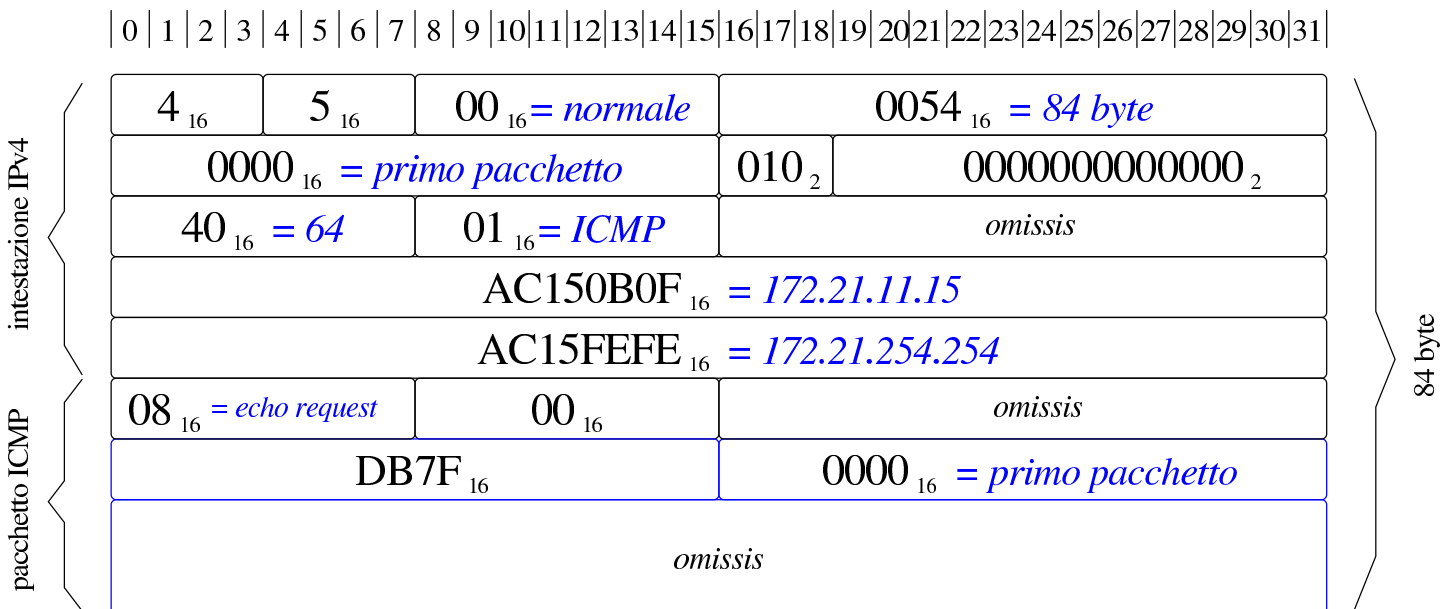 0 1 2 3 4 5 6 7 8 9 10 11 12 13 14 15 16 17 18 19 20 21 22 23 24 25 26 27 28 29 30 31
4 16 5 16 00 16 = normale 0054 16 = 84 byte
0000 16 = primo pacchetto 010 2 0000000000000 2
40 16 = 64 01 16 = ICMP omissis
AC150B0F 16 = 172.21.11.15
AC15FEFE 16 = 172.21.254.254
08 16 = echo request 00 16 omissis
DB7F 16 0000 16 = primo pacchetto
omissis
intestazione IPv4
pacchetto ICMP
84 byte